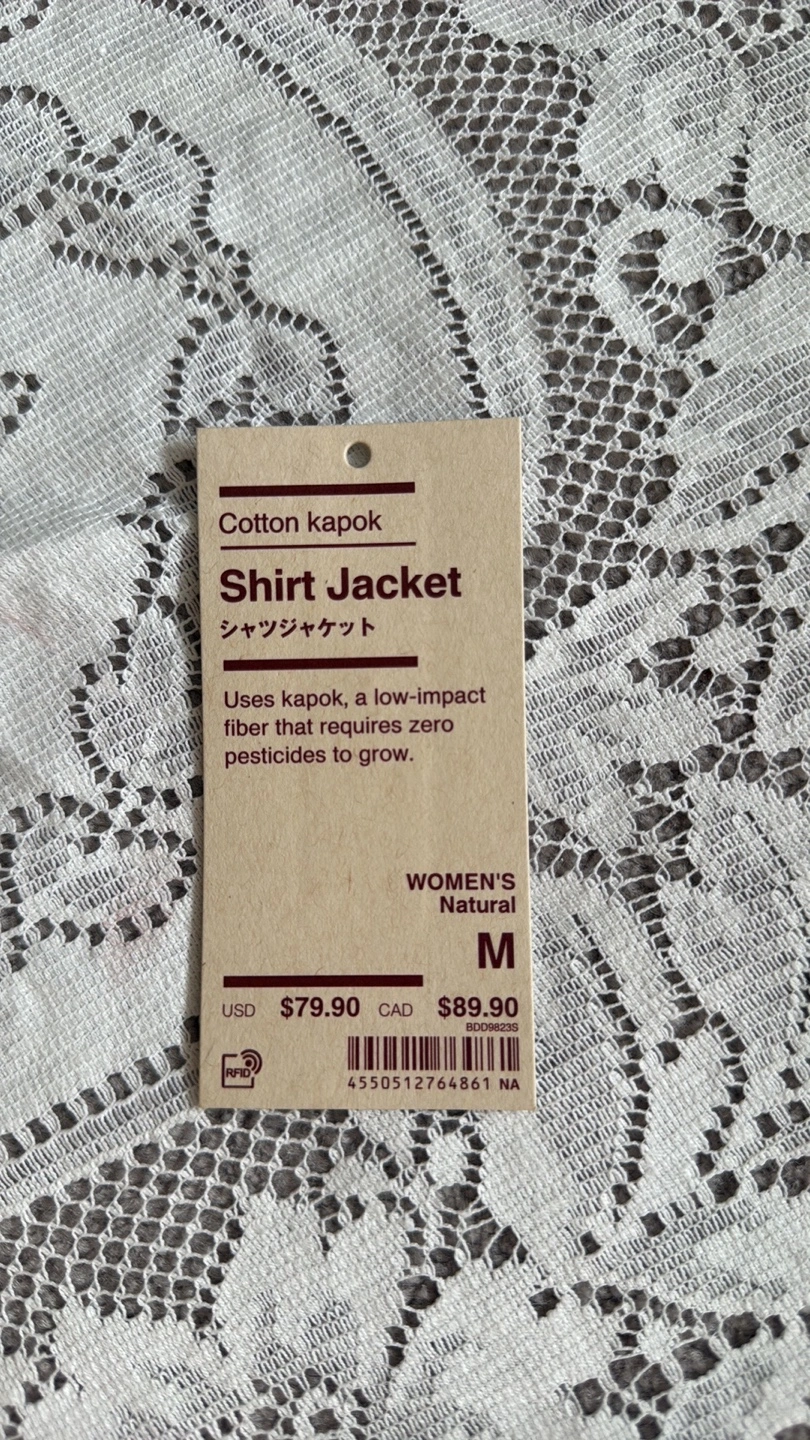 Cotton kapok
Shirt Jacket
シャツジャケット
Uses kapok, a low-impact
fiber that requires zero
pesticides to grow.
WOMEN'S
Natural
M
USD $79.90 CAD $89.90
BDD9823S
RFID
4550512764861 NA